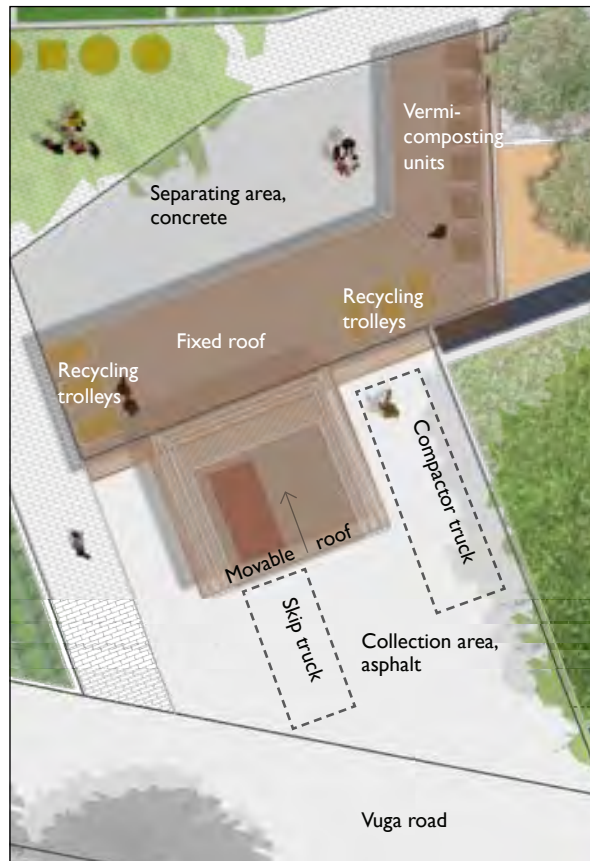 Vermi-
composting
units
Separating area,
concrete
Recycling
trolleys
Fixed roof
Recycling
trolleys
Compactor truck
Movable roof
Skip truck
Collection area,
asphalt
Vuga road